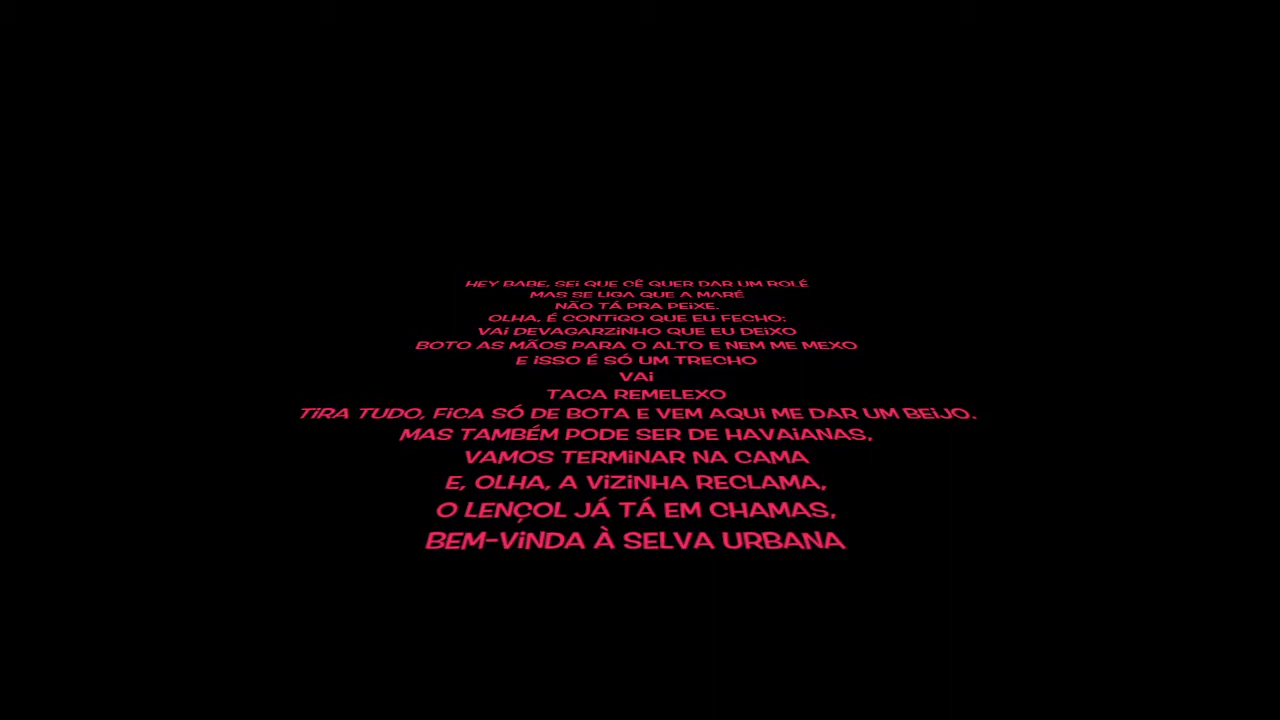 HEY BABE, SEI QUE CÊ QUER DAR UM ROLÉ
MAS SE LIGA QUE A MARÉ
NÃO TÁ PRA PEIXE.
OLHA, É CONTIGO QUE EU FECHO;
VAI DEVAGARZINHO QUE EU DEIXO
BOTO AS MÃOS PARA O ALTO E NEM ME MEXO
E ISSO É SÓ UM TRECHO
VAI
TACA REMELEXO
TIRA TUDO, FICA SÓ DE BOTA E VEM AQUI ME DAR UM BEIJO.
MAS TAMBÉM PODE SER DE HAVAIANAS,
VAMOS TERMINAR NA CAMA
E, OLHA, A VIZINHA RECLAMA,
O LENÇOL JÁ TÁ EM CHAMAS,
BEM-VINDA À SELVA URBANA